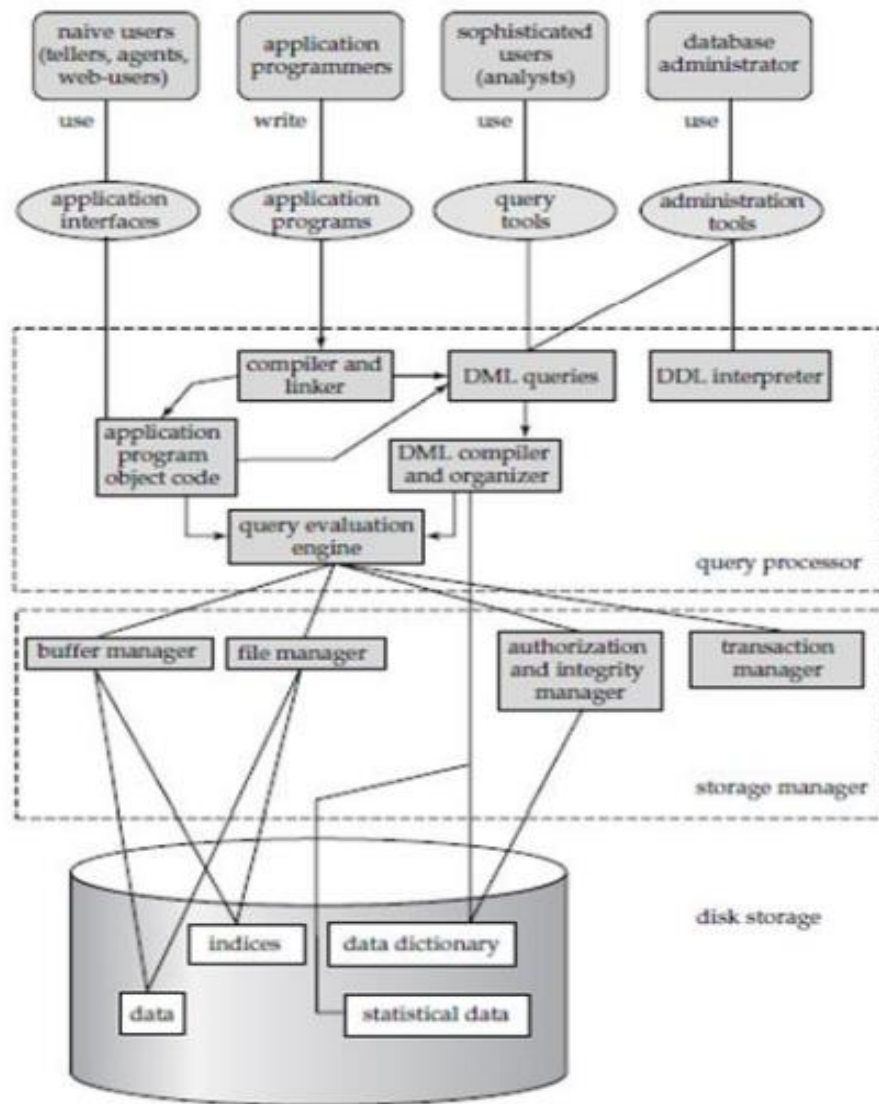 naive users
(tellers, agents,
web-users)
application
programmers
sophisticated
users
(analysts)
database
administrator
use
write
use
use
application
interfaces
application
programs
query
tools
administration
tools
compiler and
linker
DML queries
DDL interpreter
application
program
object code
DML compiler
and organizer
query evaluation
engine
query processor
buffer manager
file manager
authorization
and integrity
manager
transaction
manager
storage manager
disk storage
indices
data dictionary
data
statistical data